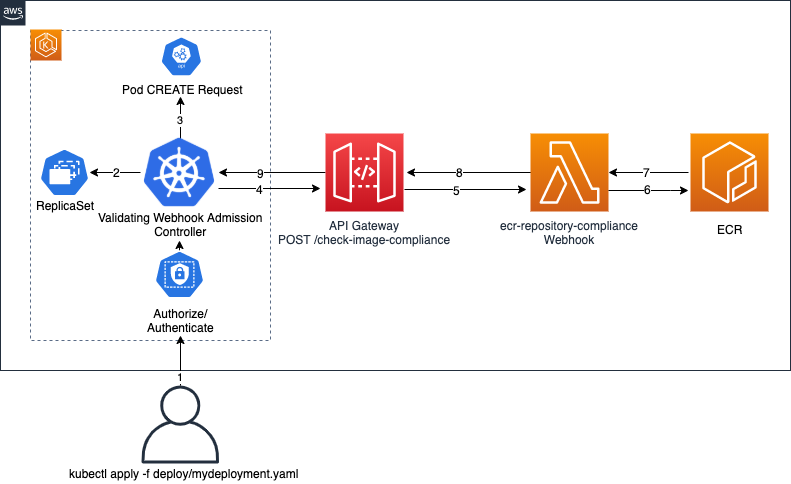 aws
api
Pod CREATE Request
3
2
9
4
8
5
7
6
ReplicaSet
Validating Webhook Admission
Controller
API Gateway
POST /check-image-compliance
ecr-repository-compliance
Webhook
ECR
Authorize/
Authenticate
1
kubectl apply -f deploy/mydeployment.yaml